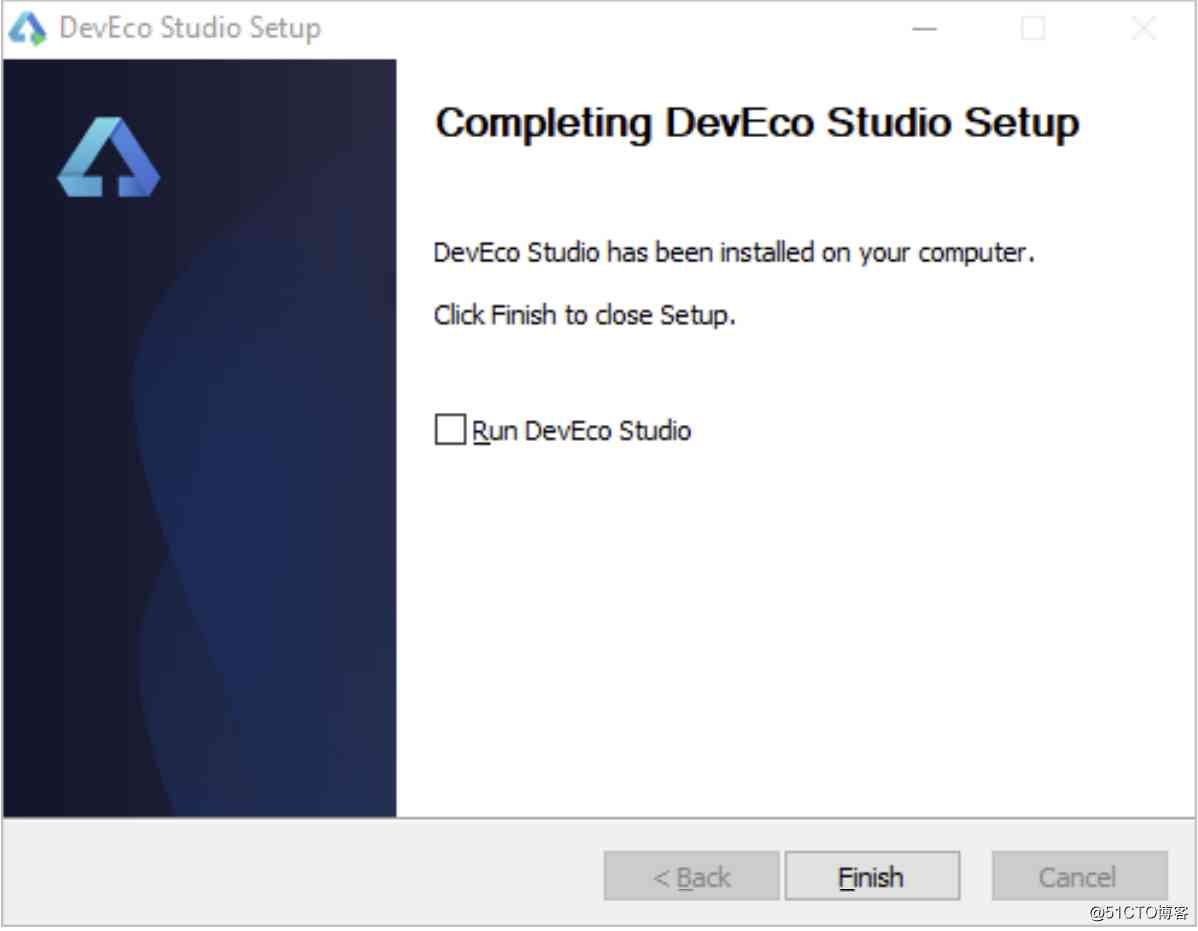 DevEco Studio Setup
Completing DevEco Studio Setup
DevEco Studio has been installed on your computer.
Click Finish to close Setup.
Run DevEco Studio
< Back
Finish
Cancel
@51CTO博客